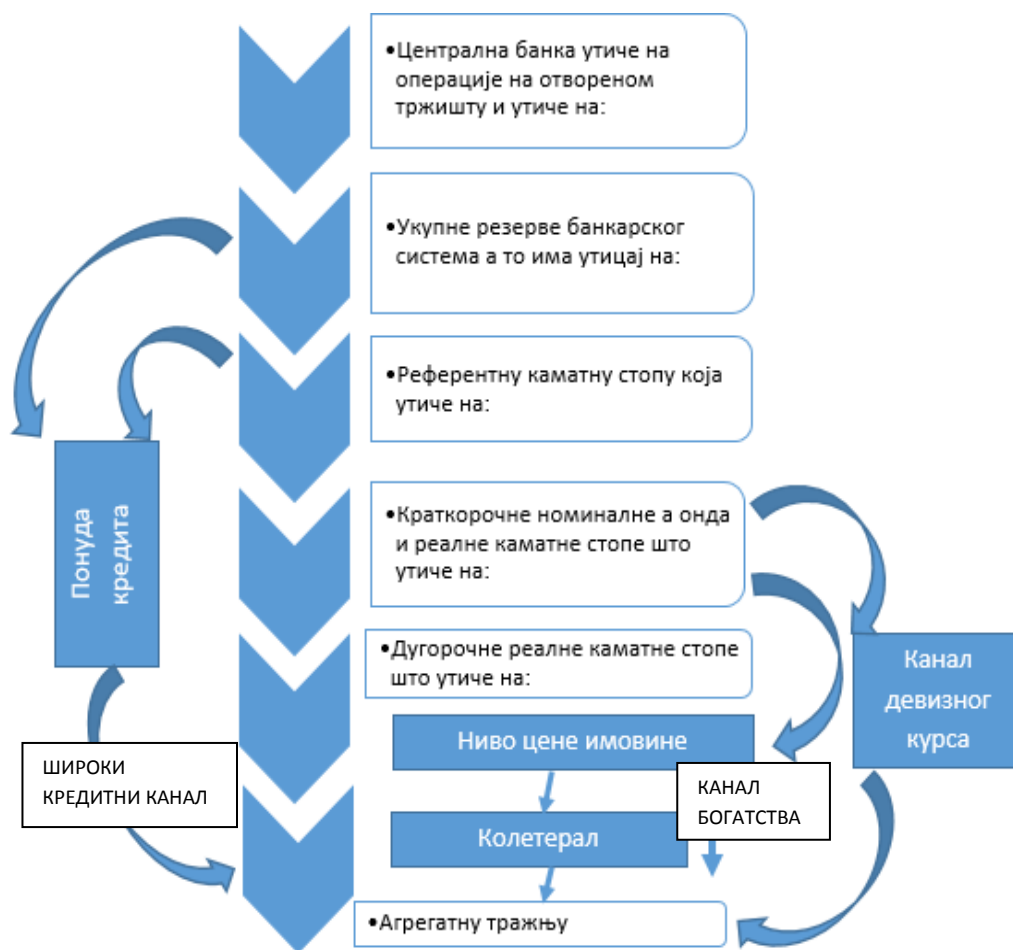 •Централна банка утиче на
операције на отвореном
тржишту и утиче на:
•Укупне резерве банкарског
система а то има утицај на:
•Референтну каматну стопу која
утиче на:
Понуда
кредита
•Краткорочне номиналне а онда
и реалне каматне стопе што
утиче на:
•Дугорочне реалне каматне стопе
што утиче на:
Канал
девизног
курса
Ниво цене имовине
ШИРОКИ
КРЕДИТНИ КАНАЛ
КАНАЛ
БОГАТСТВА
Колетерал
•Агрегатну тражњу